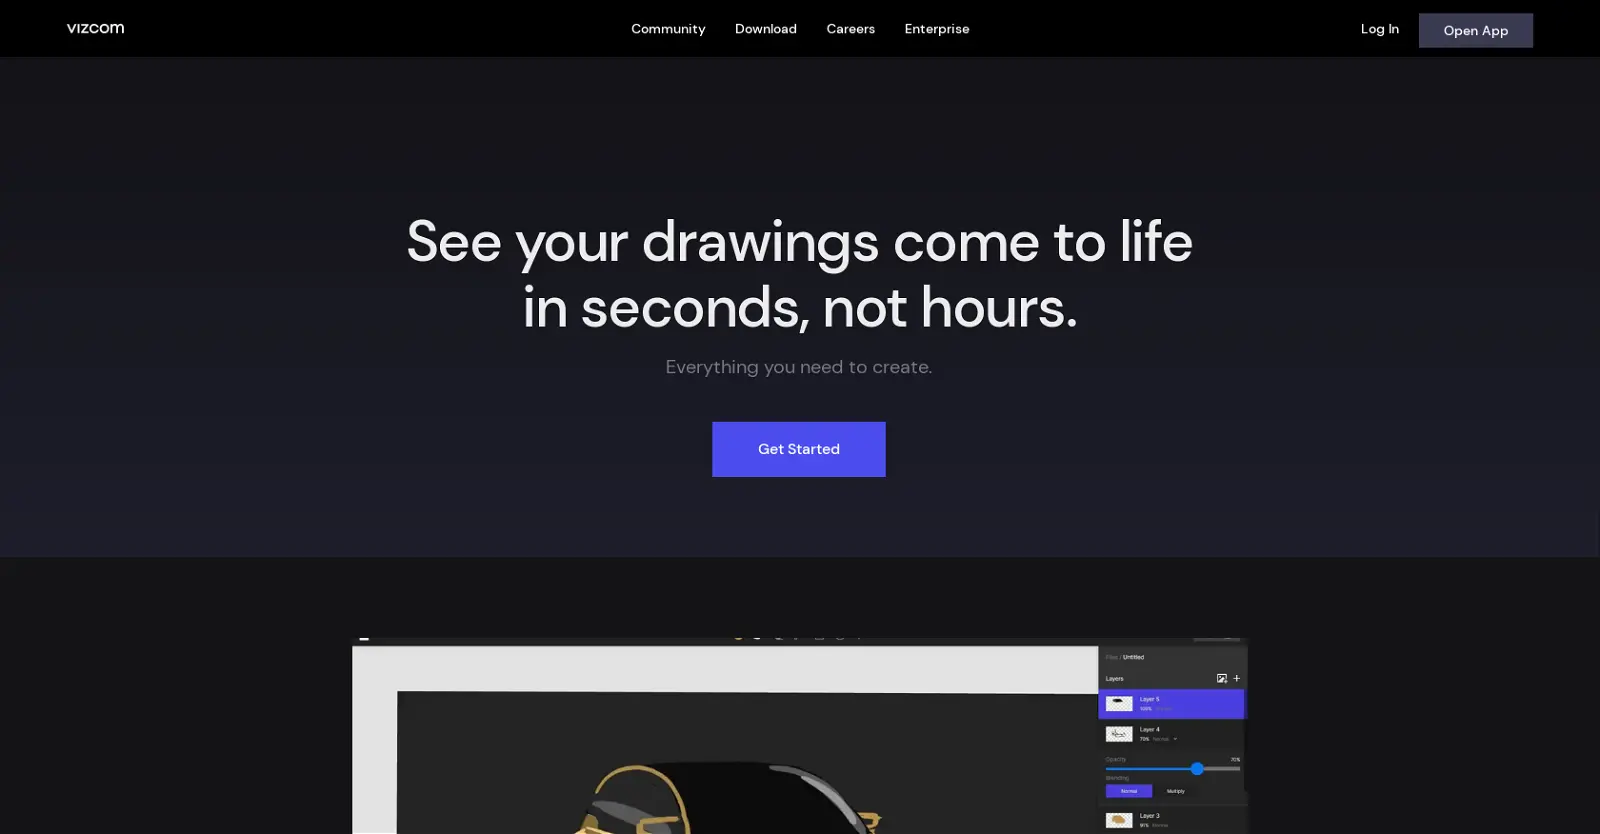 vizcom
Community Download Careers Enterprise
Log In
Open App
See your drawings come to life
in seconds, not hours.
Everything you need to create.
Get Started
Files / Untitled
Layers
Layer 5
100%
Layer 4
70% Normal
Opacity 70%
Blending
Normal Multiply
Layer 3
91% Normal